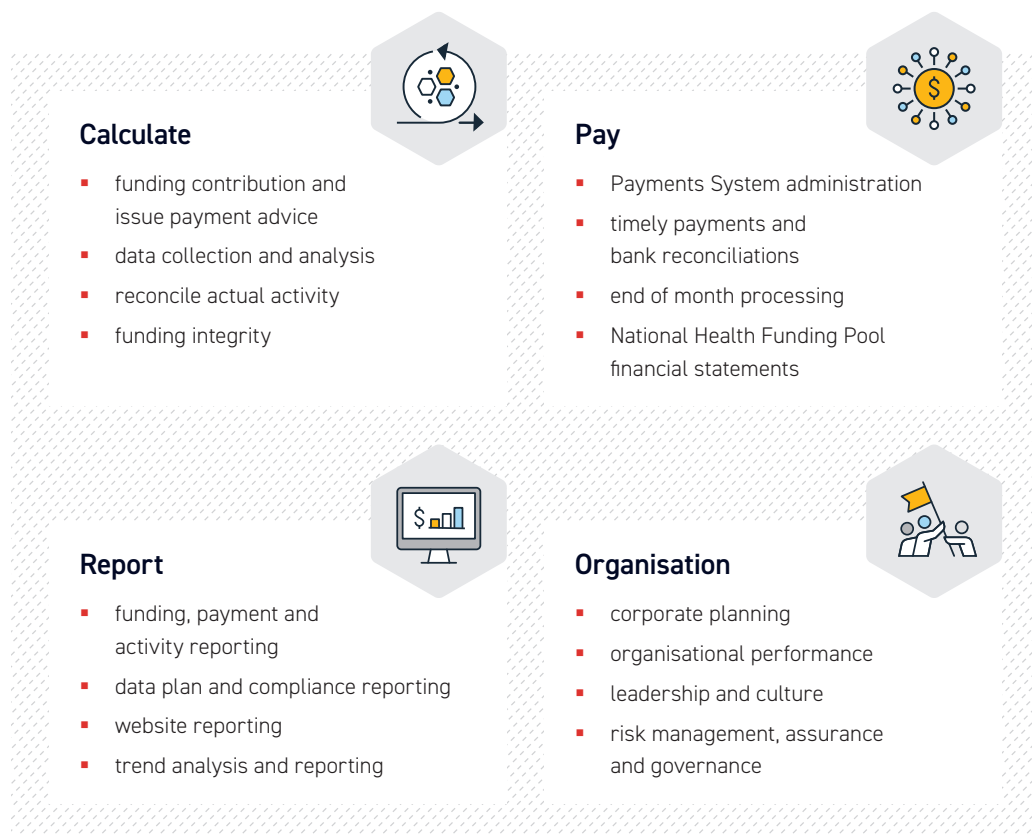 Calculate
▪ funding contribution and
issue payment advice
▪ data collection and analysis
▪ reconcile actual activity
▪ funding integrity
$
Pay
▪ Payments System administration
▪ timely payments and
bank reconciliations
▪ end of month processing
▪ National Health Funding Pool
financial statements
$
Report
▪ funding, payment and
activity reporting
▪ data plan and compliance reporting
▪ website reporting
▪ trend analysis and reporting
Organisation
▪ corporate planning
▪ organisational performance
▪ leadership and culture
▪ risk management, assurance
and governance